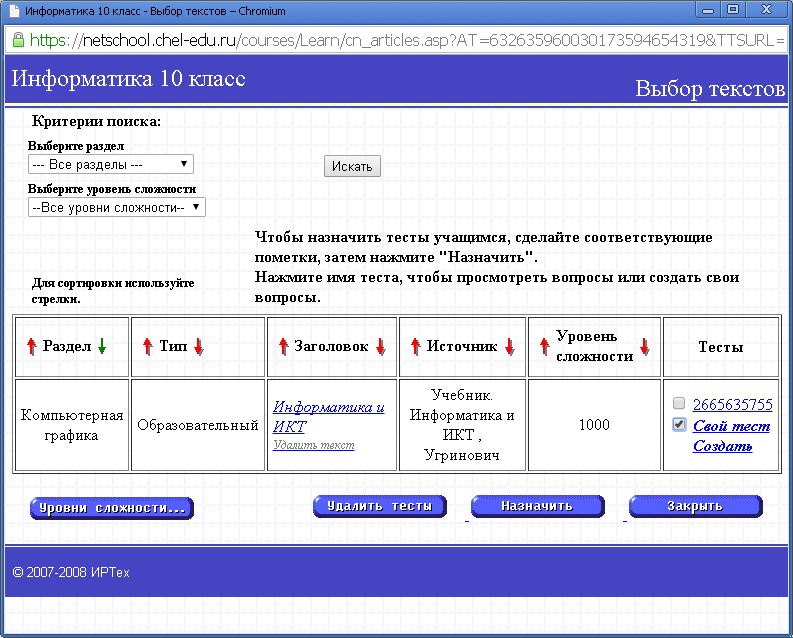 Информатика 10 класс - Выбор текстов – Chromium
https://netschool.chel-edu.ru/courses/Learn/cn_articles.asp?AT=632635960030173594654319&TTSURL=
Информатика 10 класс
Выбор текстов
Критерии поиска:
Выберите раздел
--- Все разделы ---
Искать
Выберите уровень сложности
--Все уровни сложности--
Чтобы назначить тесты учащимся, сделайте соответствующие
пометки, затем нажмите "Назначить".
Нажмите имя теста, чтобы просмотреть вопросы или создать свои
вопросы.
Для сортировки используйте
стрелки.
Раздел
Тип
Заголовок
Источник
Уровень
сложности
Тесты
Компьютерная
графика
Образовательный
Информатика и
ИКТ
Удалить текст
Учебник.
Информатика и
ИКТ ,
Угринович
1000
2665635755
Свой тест
Создать
Уровни сложности...
Удалить тесты
Назначить
Закрыть
© 2007-2008 ИРТех